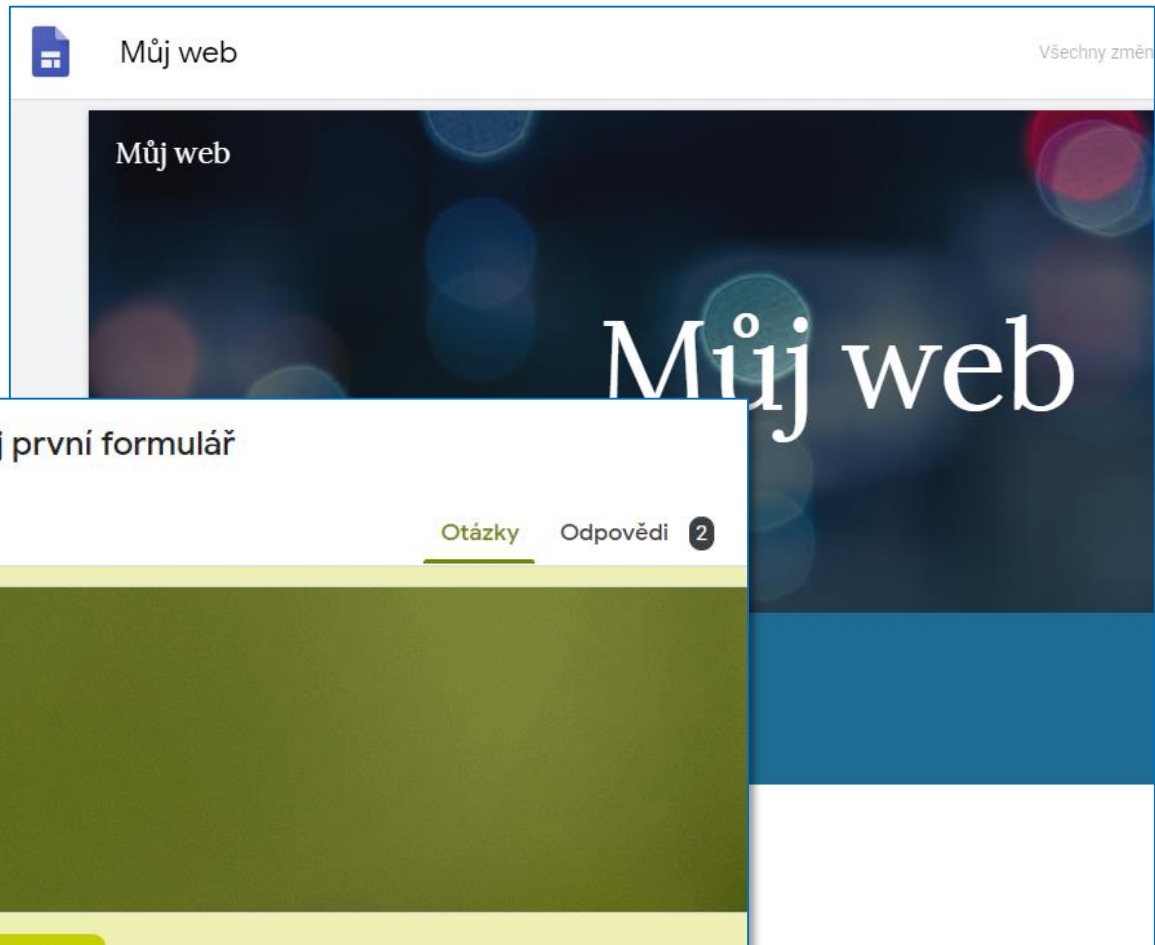 Můj web
Všechny změn
Můj web
Můj web
j první formulář
Otázky Odpovědi 2